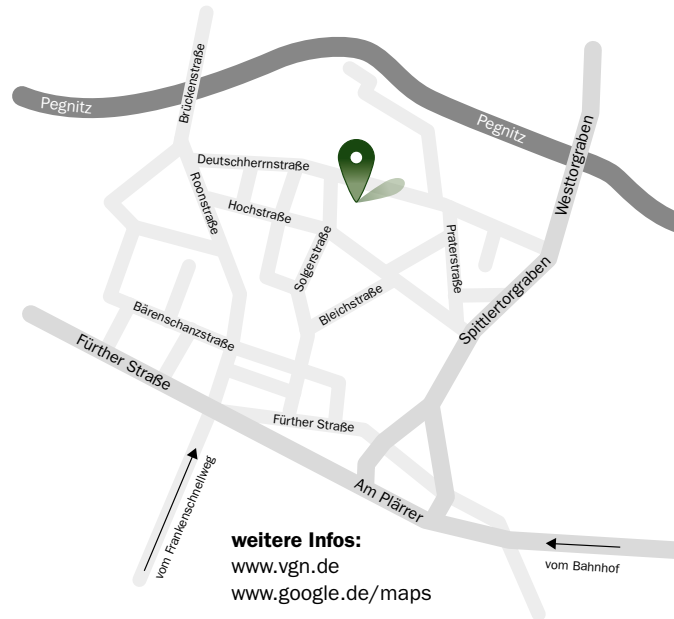 Brückenstraße
Pegnitz
Pegnitz
Westtorgraben
Deutschherrnstraße
Roonstraße
Hochstraße
Solgerstraße
Praterstraße
Bleichstraße
Spittlertorgraben
Bärenschanzstraße
Fürther Straße
Fürther Straße
Am Plärrer
vom Frankenschnellweg
vom Bahnhof
weitere Infos:
www.vgn.de
www.google.de/maps